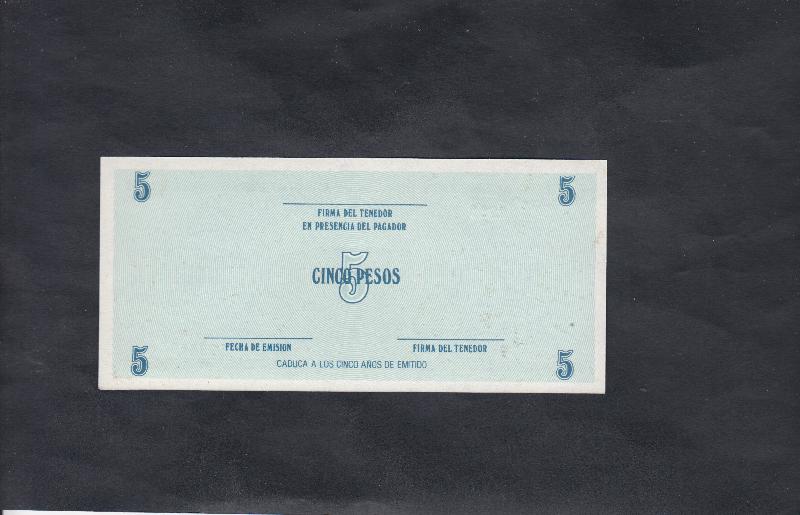 5 5
FIRMA DEL TENEDOR
EN PRESENCIA DEL PAGADOR
5
CINCO PESOS
FECHA DE EMISION FIRMA DEL TENEDOR
CADUCA A LOS CINCO AÑOS DE EMITIDO
5 5